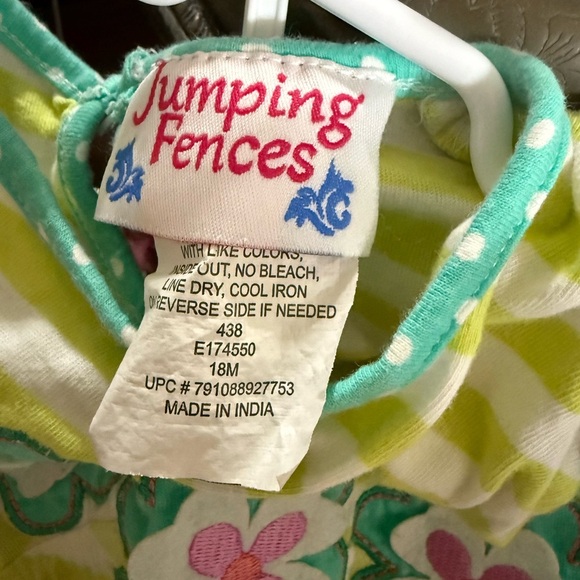 Jumping
Fences
WITH LIKE COLORS,
INSIDE OUT, NO BLEACH,
LINE DRY, COOL IRON
ON REVERSE SIDE IF NEEDED
438
E174550
18M
UPC # 791088927753
MADE IN INDIA